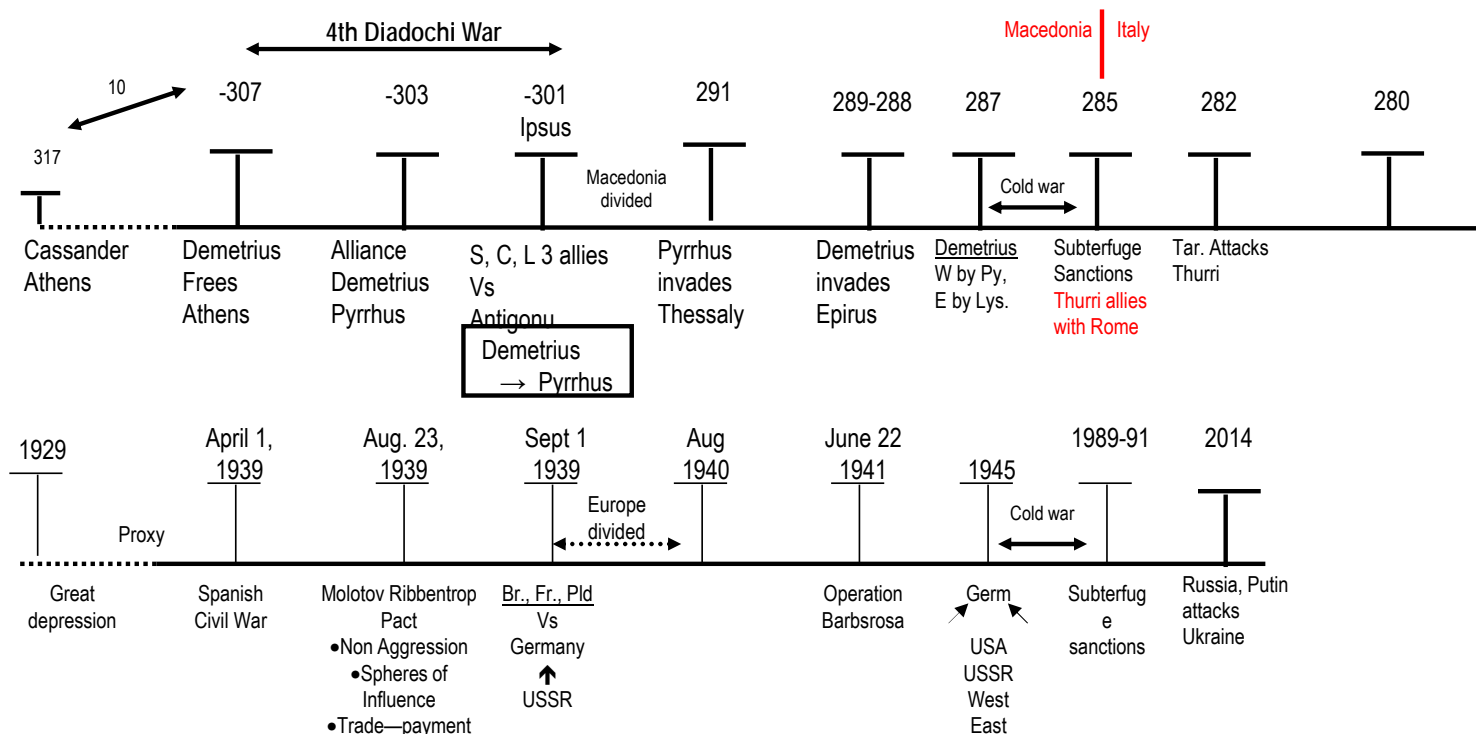 4th Diadochi War
Macedonia
Italy
10
-307
-303
-301
Ipsus
291
289-288
287
285
282
280
317
Macedonia
divided
Cold war
Cassander
Athens
Demetrius
Frees
Athens
Alliance
Demetrius
Pyrrhus
S, C, L 3 allies
Vs
Antigonu
Demetrius
→ Pyrrhus
Pyrrhus
invades
Thessaly
Demetrius
invades
Epirus
Demetrius
W by Py,
E by Lys.
Subterfuge
Sanctions
Thurri allies
with Rome
Tar. Attacks
Thurri
1929
April 1,
1939
Aug. 23,
1939
Sept 1
1939
Aug
1940
June 22
1941
1945
1989-91
2014
Proxy
Europe
divided
Cold war
Great
depression
Spanish
Civil War
Molotov Ribbentrop
Pact
•Non Aggression
•Spheres of
Influence
•Trade—payment
Br., Fr., Pld
Vs
Germany
↑
USSR
Operation
Barbsrosa
Germ
USA
USSR
West
East
Subterfug
e
sanctions
Russia, Putin
attacks
Ukraine